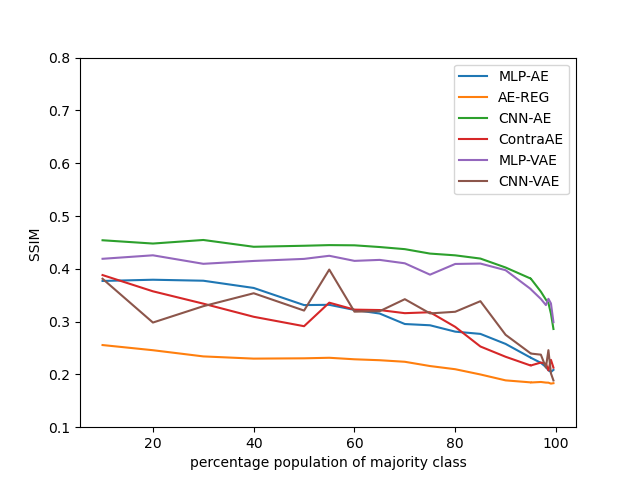 0.8
0.7
0.6
0.5
0.4
0.3
0.2
0.1
SSIM
20
40
60
80
100
percentage population of majority class
MLP-AE
AE-REG
CNN-AE
ContraAE
MLP-VAE
CNN-VAE